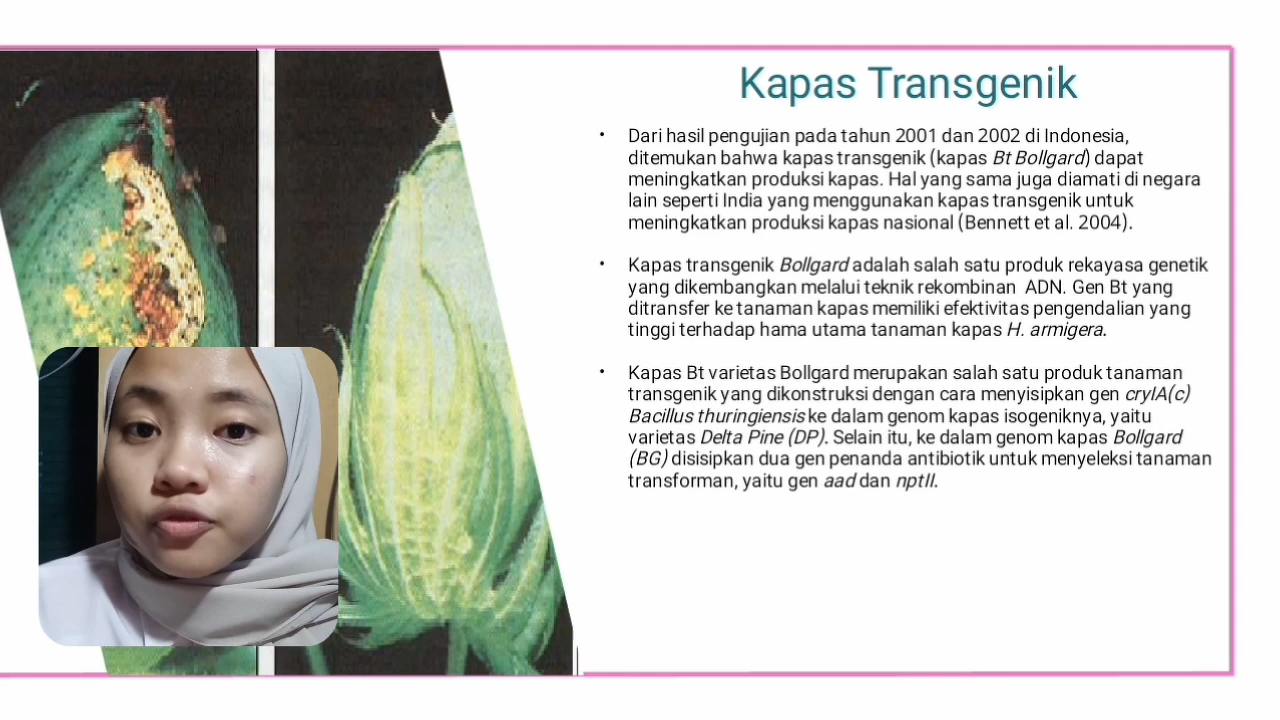 Kapas Transgenik
• Dari hasil pengujian pada tahun 2001 dan 2002 di Indonesia,
ditemukan bahwa kapas transgenik (kapas Bt Bollgard) dapat
meningkatkan produksi kapas. Hal yang sama juga diamati di negara
lain seperti India yang menggunakan kapas transgenik untuk
meningkatkan produksi kapas nasional (Bennett et al. 2004).
• Kapas transgenik Bollgard adalah salah satu produk rekayasa genetik
yang dikembangkan melalui teknik rekombinan ADN. Gen Bt yang
ditransfer ke tanaman kapas memiliki efektivitas pengendalian yang
tinggi terhadap hama utama tanaman kapas H. armigera.
• Kapas Bt varietas Bollgard merupakan salah satu produk tanaman
transgenik yang dikonstruksi dengan cara menyisipkan gen cryIA(c)
Bacillus thuringiensis ke dalam genom kapas isogeniknya, yaitu
varietas Delta Pine (DP). Selain itu, ke dalam genom kapas Bollgard
(BG) disisipkan dua gen penanda antibiotik untuk menyeleksi tanaman
transforman, yaitu gen aad dan nptII.